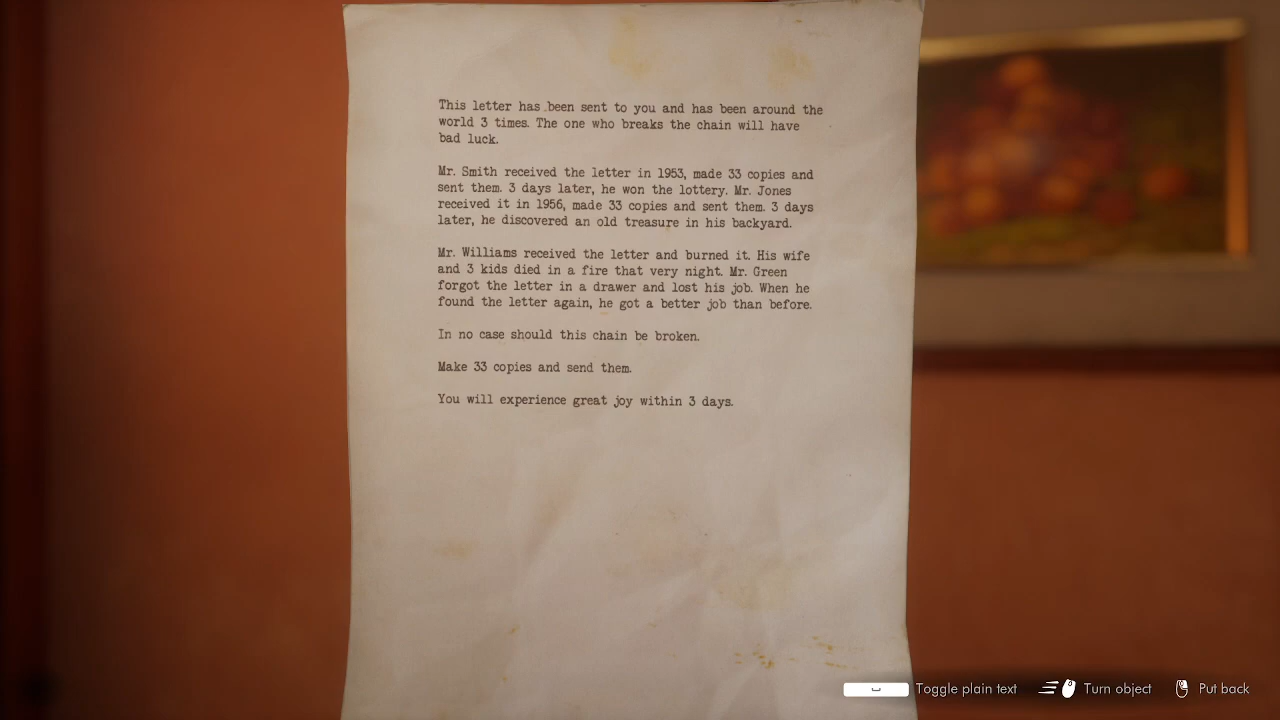 This letter has been sent to you and has been around the
world 3 times. The one who breaks the chain will have
bad luck.
Mr. Smith received the letter in 1953, made 33 copies and
sent them. 3 days later, he won the lottery. Mr. Jones
received it in 1956, made 33 copies and sent them. 3 days
later, he discovered an old treasure in his backyard.
Mr. Williams received the letter and burned it. His wife
and 3 kids died in a fire that very night. Mr. Green
forgot the letter in a drawer and lost his job. When he
found the letter again, he got a better job than before.
In no case should this chain be broken.
Make 33 copies and send them.
You will experience great joy within 3 days.
Toggle plain text Turn object Put back